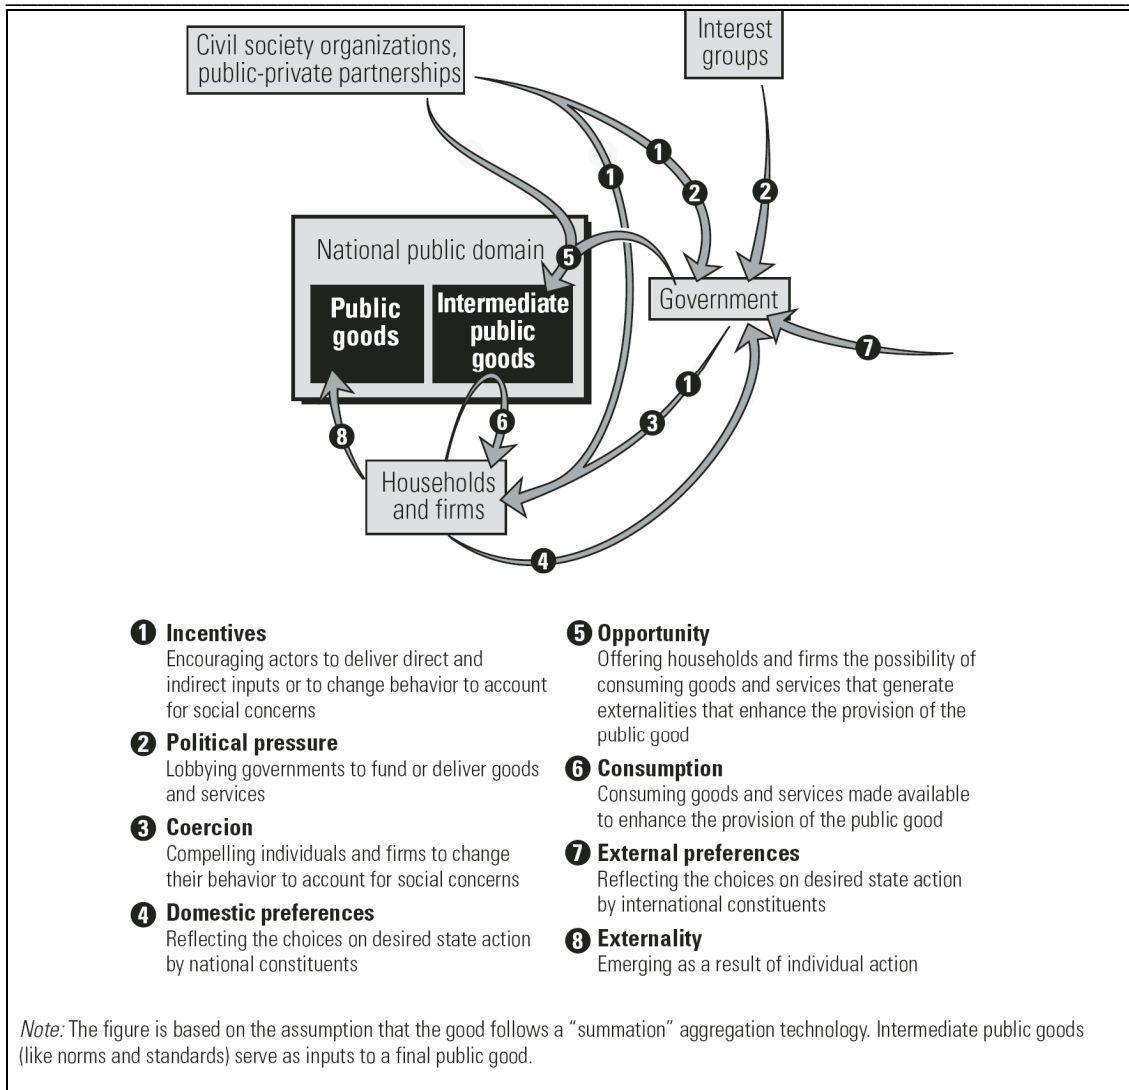 Civil society organizations,
public-private partnerships
Interest
groups
1
1
2
2
National public domain
5
Public
goods
Intermediate
public
goods
Government
7
1
3
6
8
Households
and firms
4
1 Incentives
Encouraging actors to deliver direct and
indirect inputs or to change behavior to account
for social concerns
2 Political pressure
Lobbying governments to fund or deliver goods
and services
3 Coercion
Compelling individuals and firms to change
their behavior to account for social concerns
4 Domestic preferences
Reflecting the choices on desired state action
by national constituents
5 Opportunity
Offering households and firms the possibility of
consuming goods and services that generate
externalities that enhance the provision of the
public good
6 Consumption
Consuming goods and services made available
to enhance the provision of the public good
7 External preferences
Reflecting the choices on desired state action
by international constituents
8 Externality
Emerging as a result of individual action
Note: The figure is based on the assumption that the good follows a “summation” aggregation technology. Intermediate public goods
(like norms and standards) serve as inputs to a final public good.